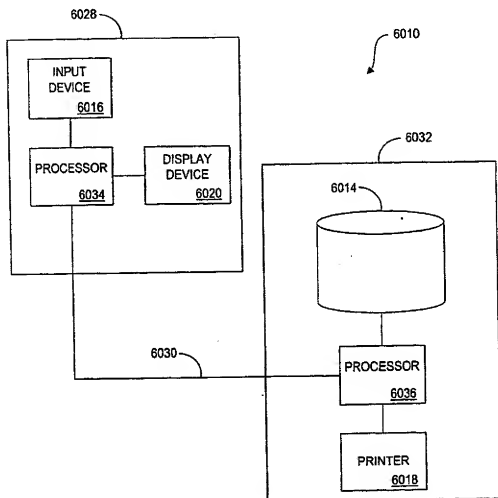 6028
6010
INPUT
DEVICE
6016
6032
PROCESSOR
6034
DISPLAY
DEVICE
6020
6014
6030
PROCESSOR
6036
PRINTER
6018